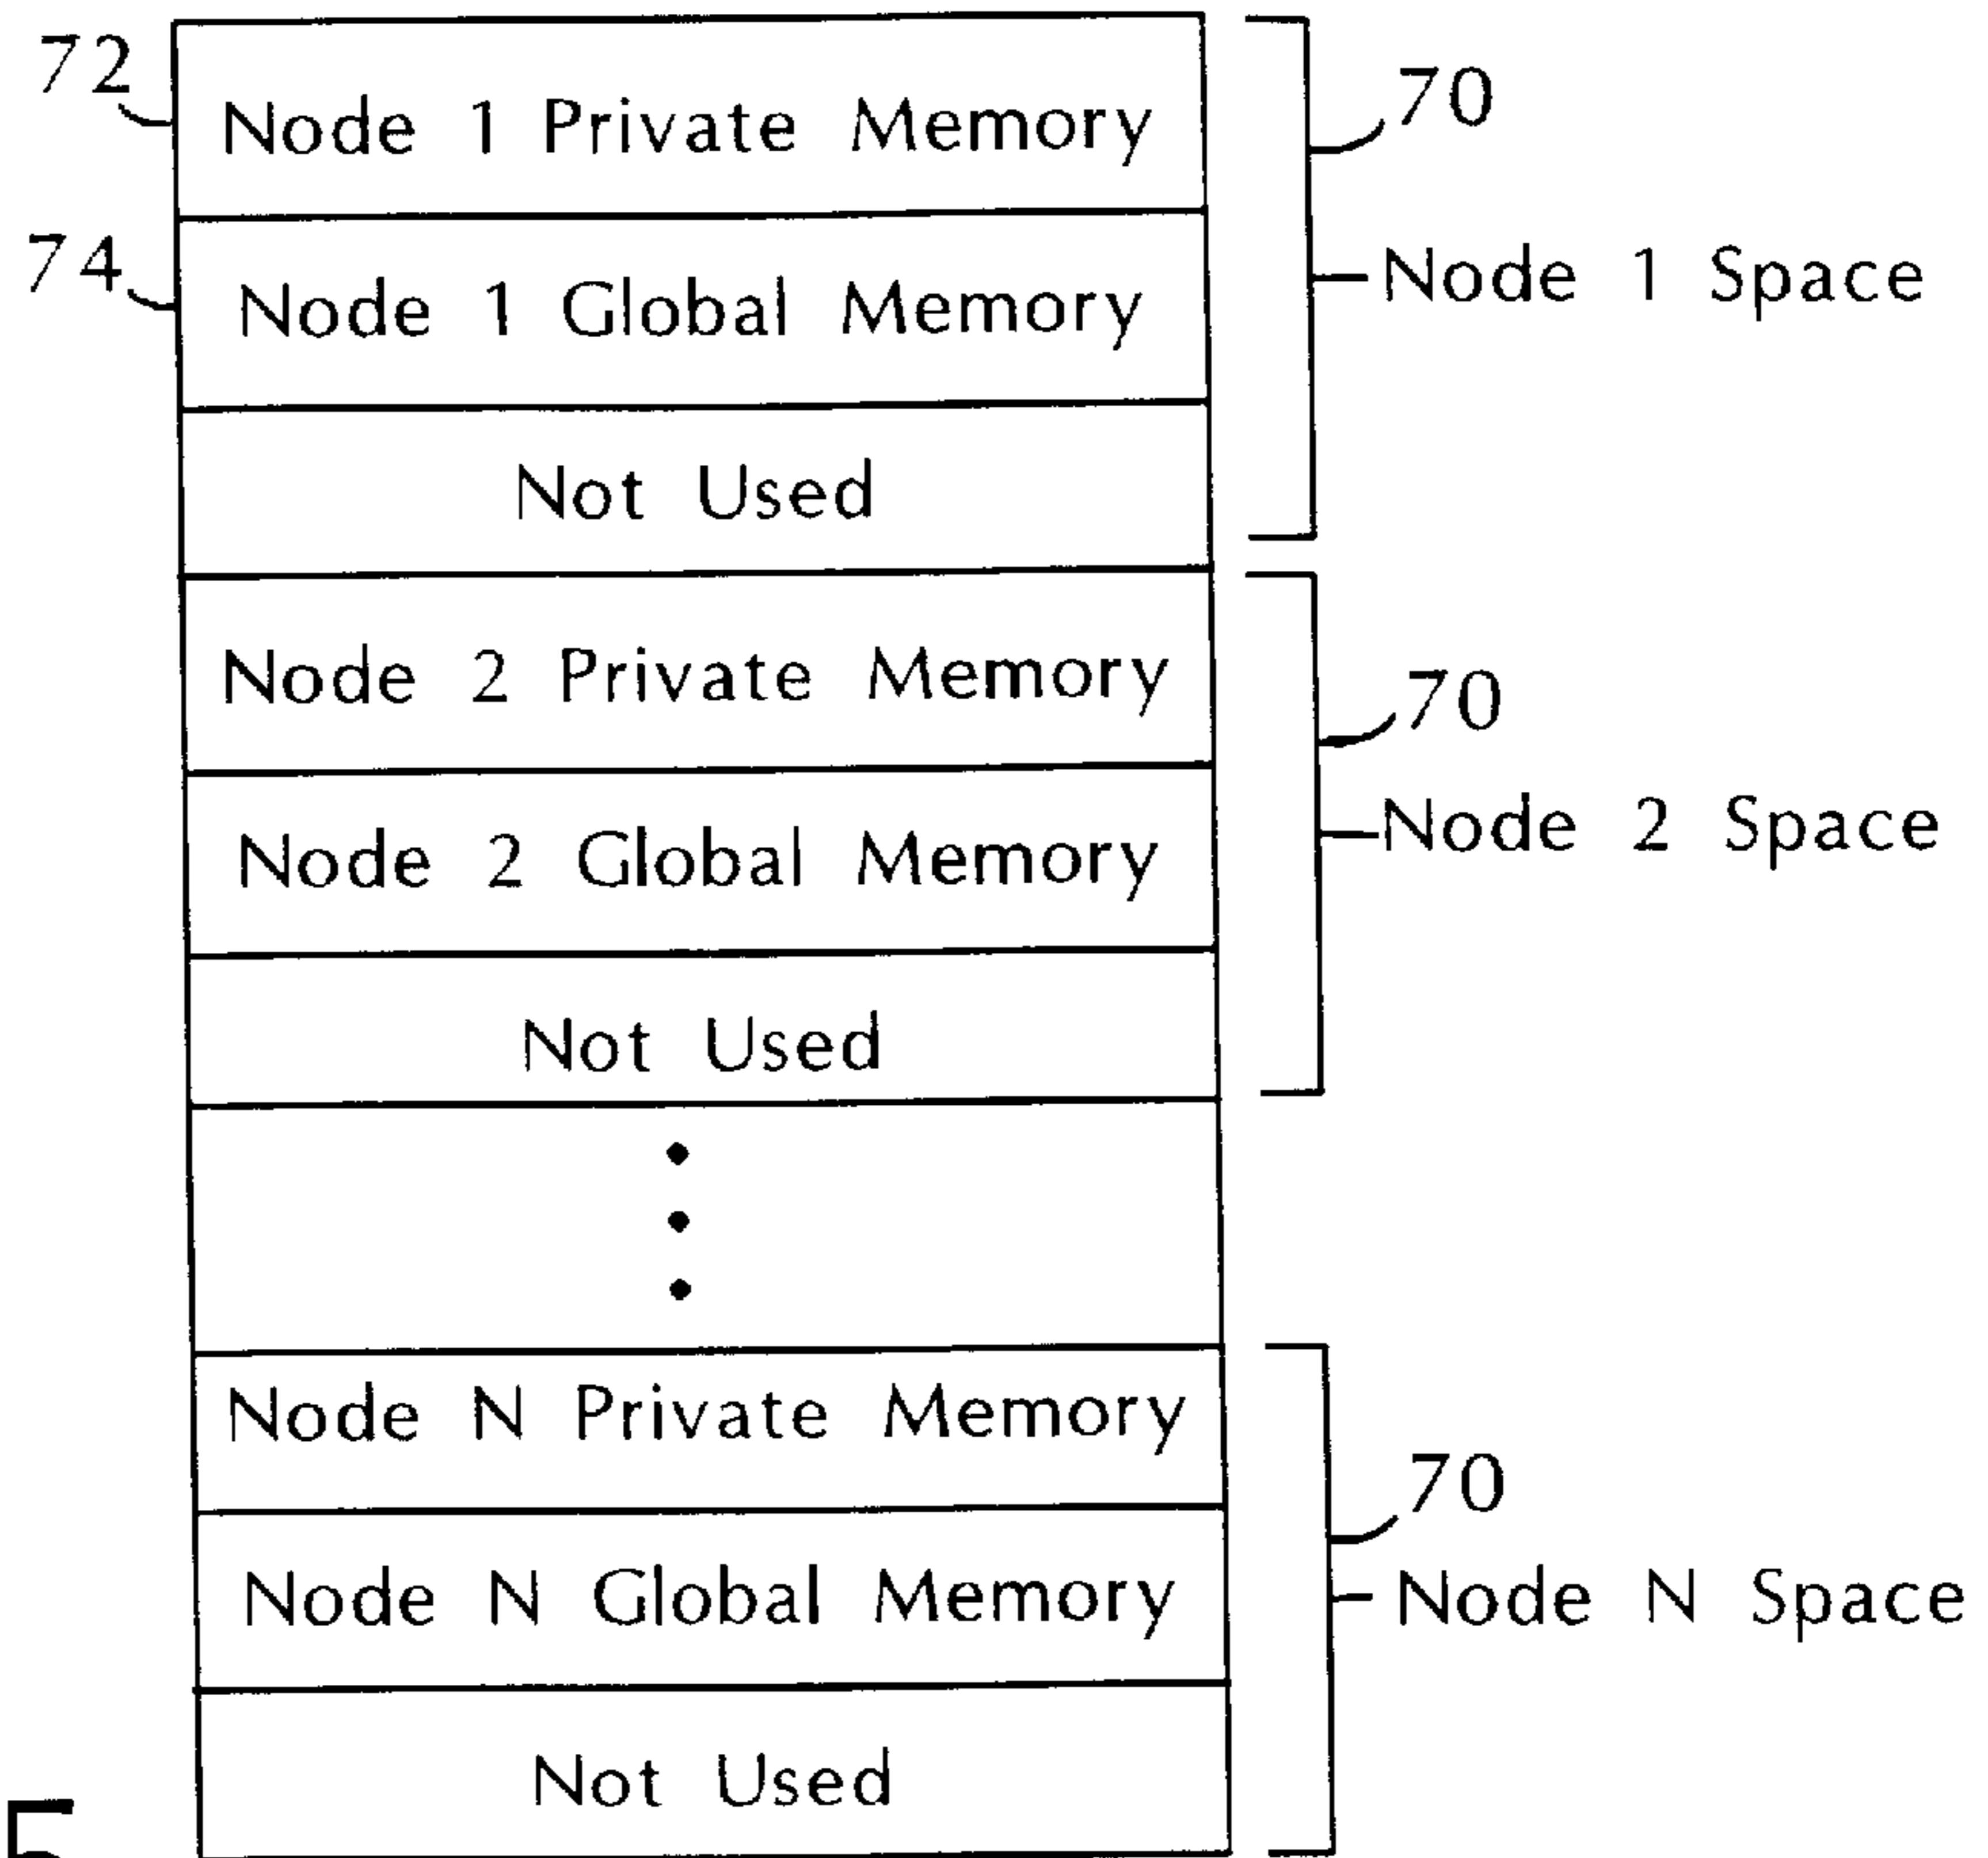 72
Node 1 Private Memory
70
74
Node 1 Global Memory
Node 1 Space
Not Used
Node 2 Private Memory
70
Node 2 Global Memory
Node 2 Space
Not Used
Node N Private Memory
70
Node N Global Memory
Node N Space
Not Used
5